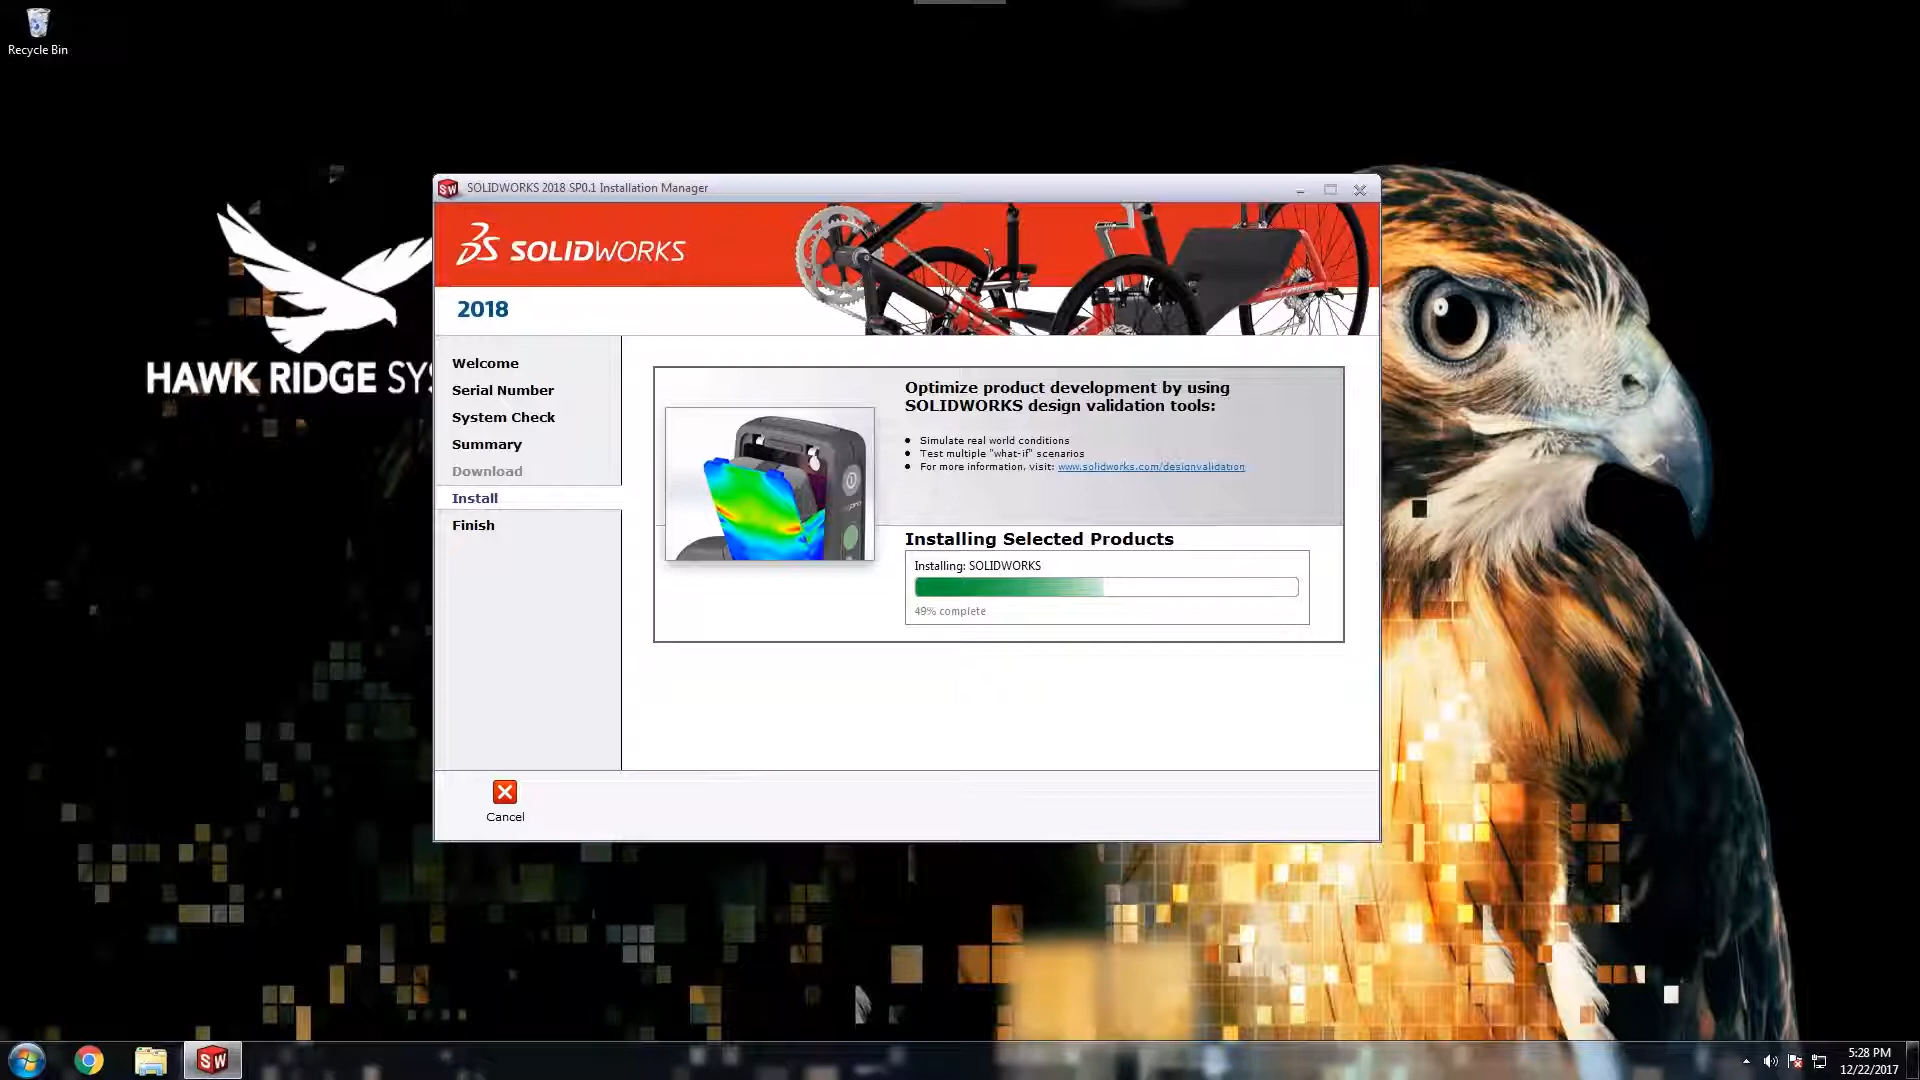 Recycle Bin
HAWK RIDGE SYS
SOLIDWORKS 2018 SP0.1 Installation Manager
SOLIDWORKS
2018
Welcome
Serial Number
System Check
Summary
Download
Install
Finish
Optimize product development by using
SOLIDWORKS design validation tools:
Simulate real world conditions
Test multiple "what-if" scenarios
For more information, visit: www.solidworks.com/designvalidation
Installing Selected Products
Installing: SOLIDWORKS
49% complete
Cancel
5:28 PM
12/22/2017